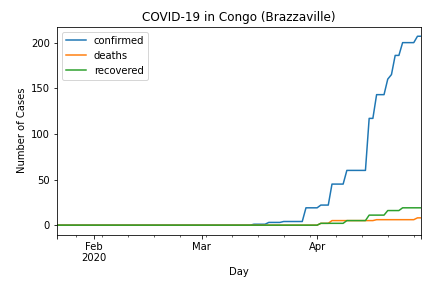 COVID-19 in Congo (Brazzaville)
confirmed
deaths
recovered
Number of Cases
200
150
100
50
0
Feb
2020
Mar
Apr
Day